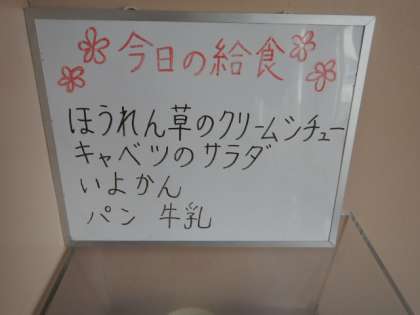 今日の給食
ほうれん草のクリームシチュー
キャベツのサラダ
いよかん
パン 牛乳